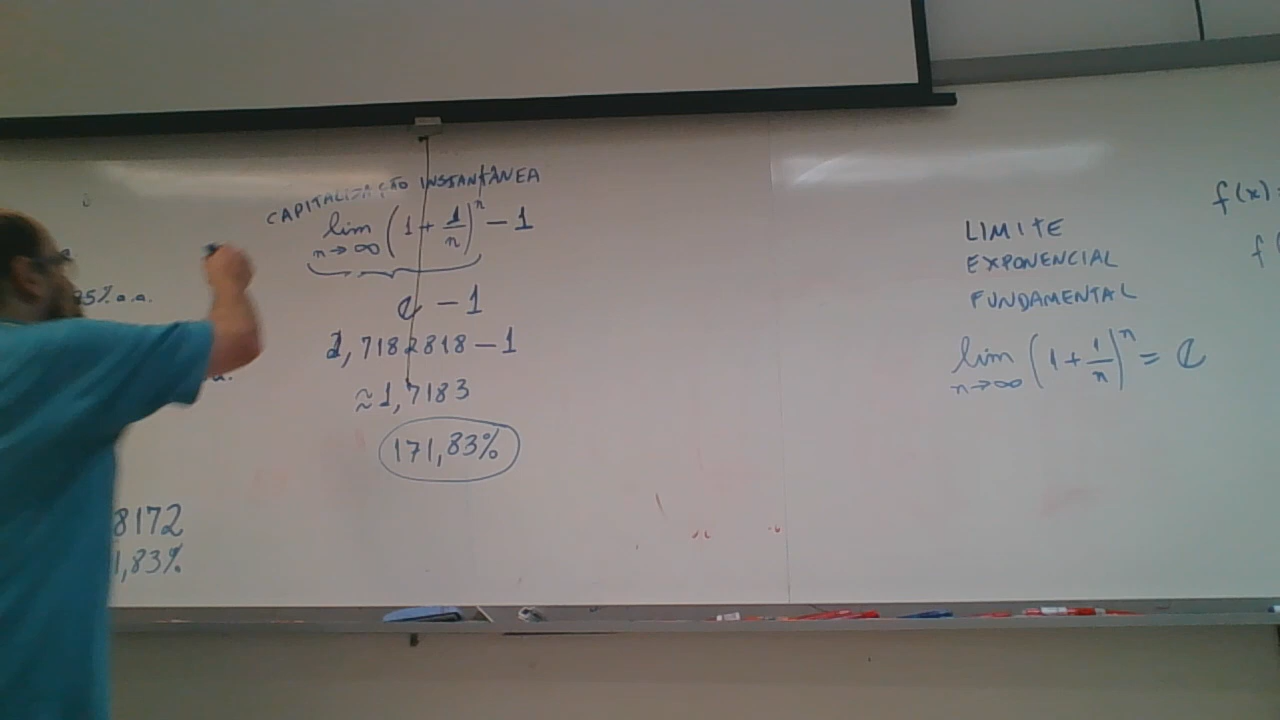 CAPITALIZAÇÃO INSTANTÂNEA
lim n→∞ (1 + 1/n)^n − 1
e − 1
2,7182818 − 1
≈ 1,7183
171,83%
5% a.a.
a.
8172
1,83%
LIMITE
EXPONENCIAL
FUNDAMENTAL
lim n→∞ (1 + 1/n)^n = e
f(x)=
f(